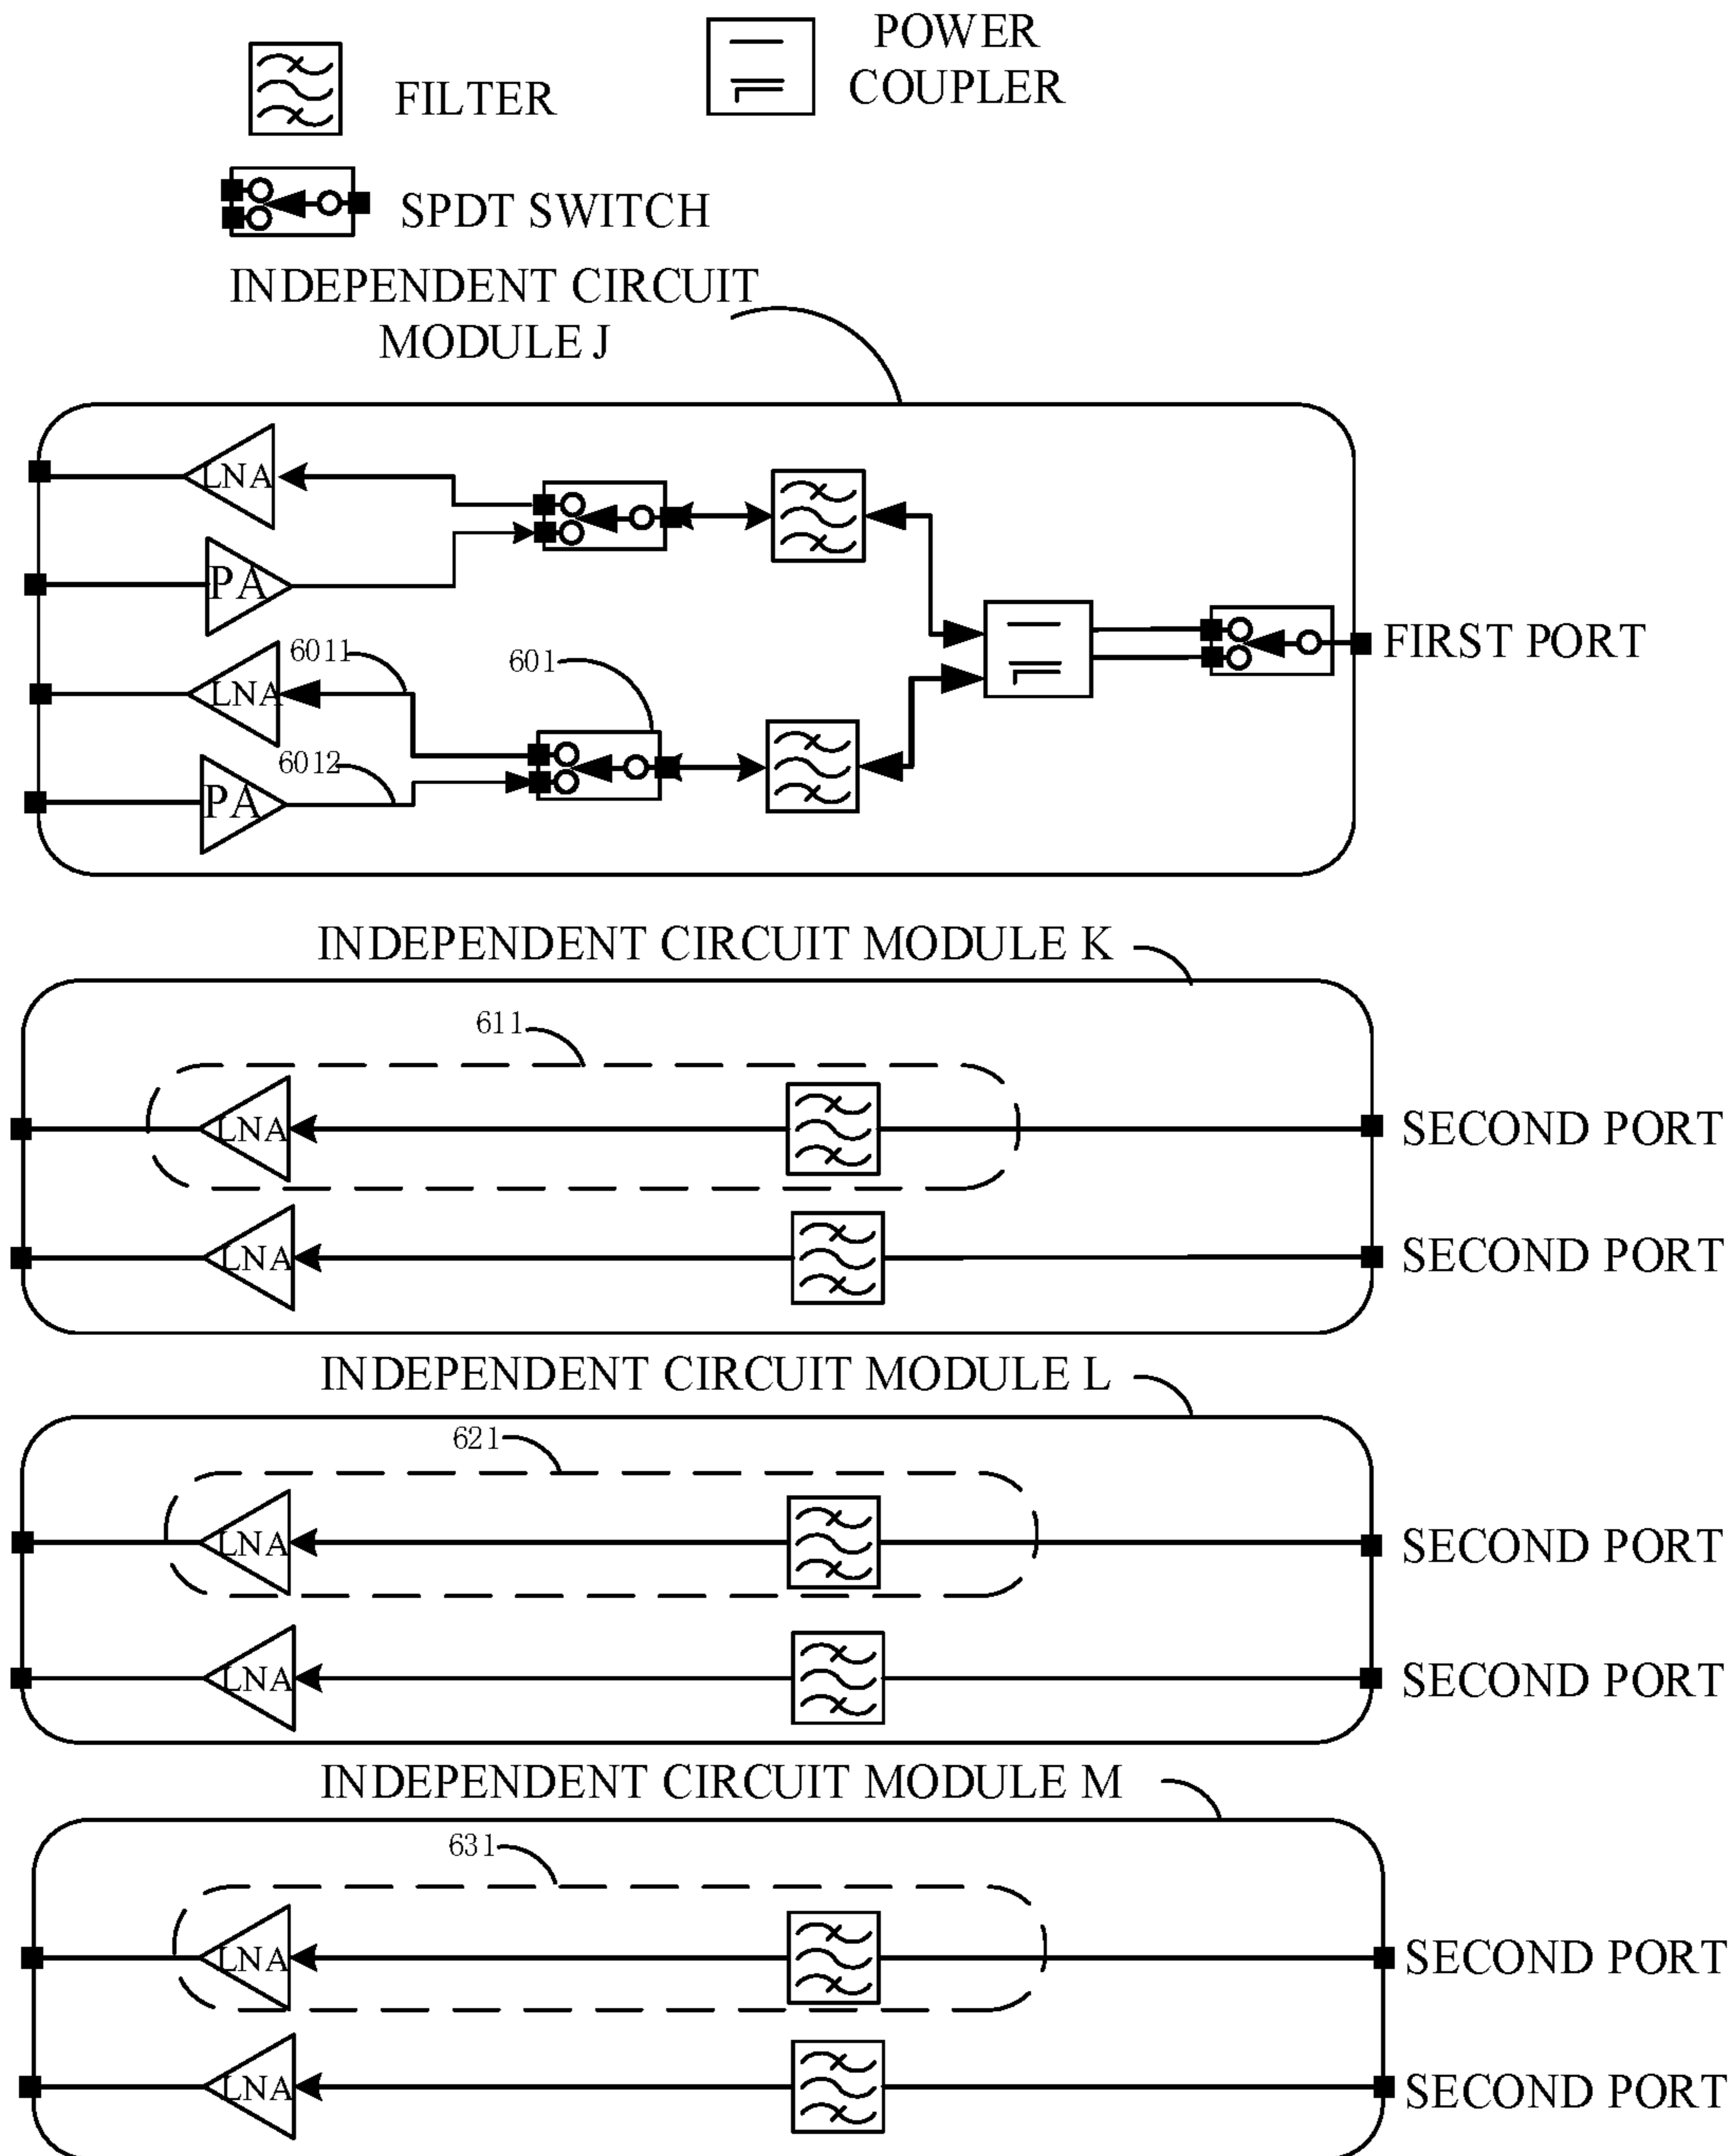 POWER
COUPLER
FILTER
SPDT SWITCH
INDEPENDENT CIRCUIT
MODULE J
LNA
PA
6011
601
LNA
6012
PA
FIRST PORT
INDEPENDENT CIRCUIT MODULE K
611
LNA
SECOND PORT
LNA
SECOND PORT
INDEPENDENT CIRCUIT MODULE L
621
LNA
SECOND PORT
LNA
SECOND PORT
INDEPENDENT CIRCUIT MODULE M
631
LNA
SECOND PORT
LNA
SECOND PORT